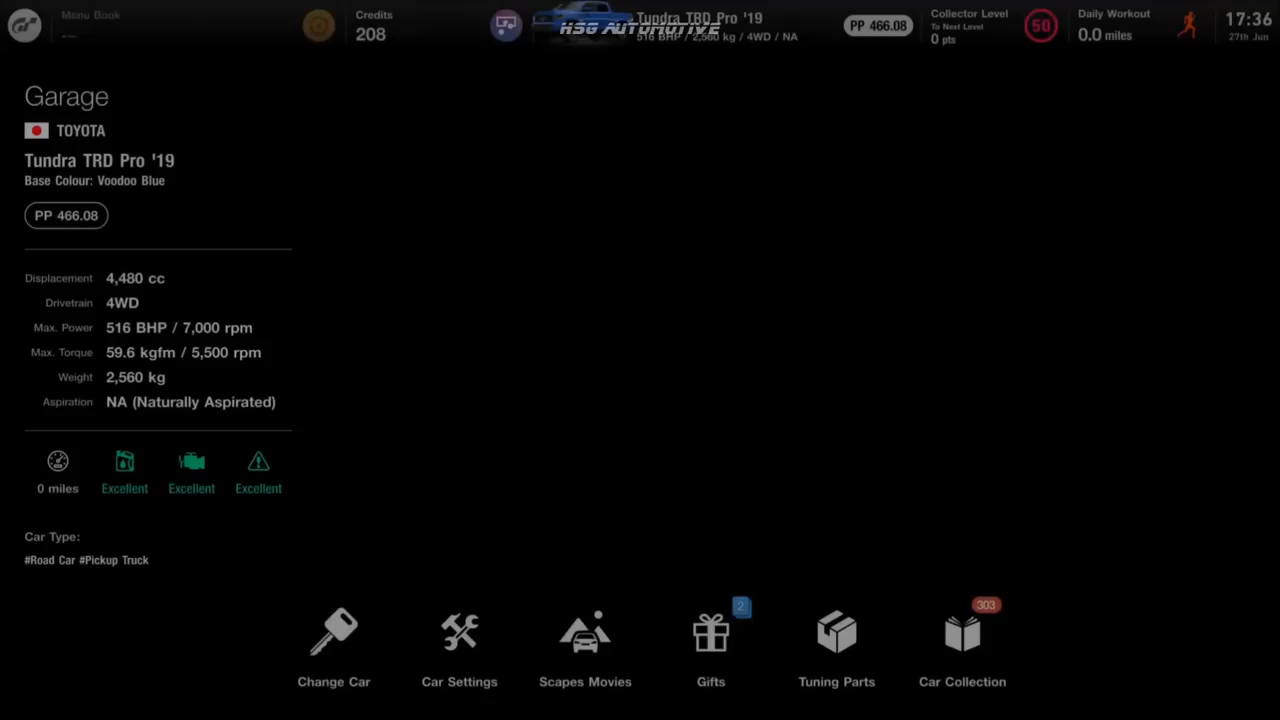 Menu Book
Credits
208
Tundra TRD Pro '19
516 BHP / 2,560 kg / 4WD / NA
HSG AUTOMOTIVE
PP 466.08
Collector Level
To Next Level
0 pts
50
Daily Workout
0.0 miles
17:36
27th Jun
Garage
TOYOTA
Tundra TRD Pro '19
Base Colour: Voodoo Blue
PP 466.08
Displacement 4,480 cc
Drivetrain 4WD
Max. Power 516 BHP / 7,000 rpm
Max. Torque 59.6 kgfm / 5,500 rpm
Weight 2,560 kg
Aspiration NA (Naturally Aspirated)
0 miles Excellent Excellent Excellent
Car Type:
#Road Car #Pickup Truck
2
303
Change Car Car Settings Scapes Movies Gifts Tuning Parts Car Collection